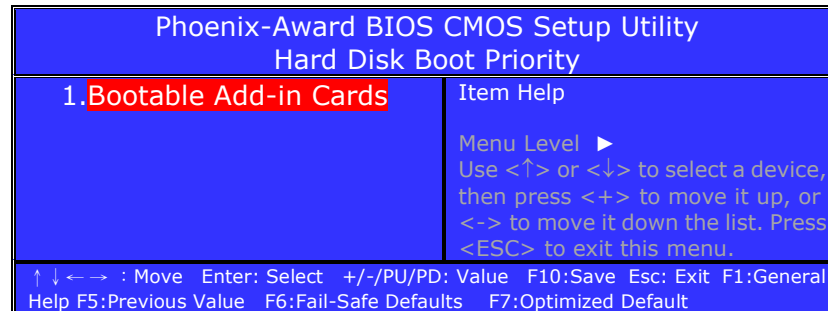 Phoenix-Award BIOS CMOS Setup Utility
Hard Disk Boot Priority
1.Bootable Add-in Cards
Item Help
Menu Level ►
Use <↑> or <↓> to select a device,
then press <+> to move it up, or
<-> to move it down the list. Press
<ESC> to exit this menu.
↑↓←→ : Move Enter: Select +/-/PU/PD: Value F10:Save Esc: Exit F1:General
Help F5:Previous Value F6:Fail-Safe Defaults F7:Optimized Default